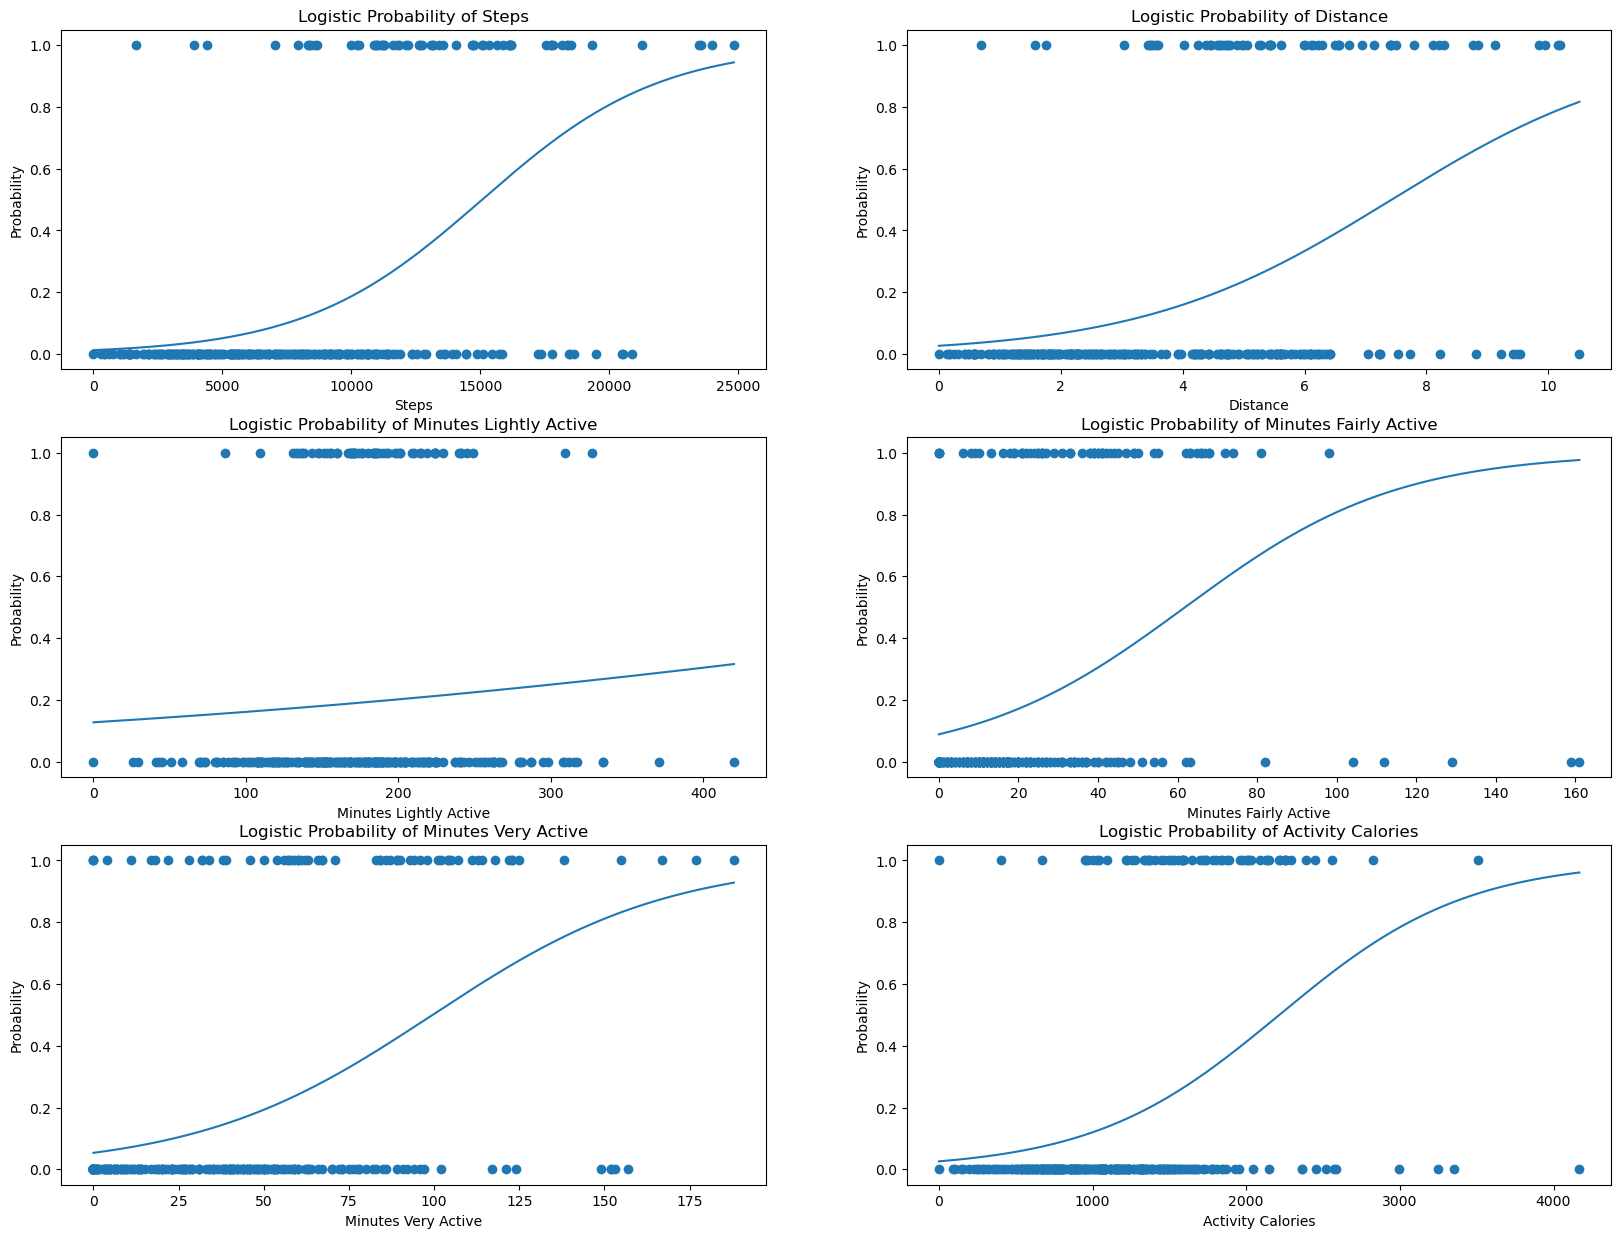 Logistic Probability of Steps
1.0
0.8
0.6
0.4
0.2
0.0
Probability
0 5000 10000 15000 20000 25000
Steps
Logistic Probability of Distance
1.0
0.8
0.6
0.4
0.2
0.0
Probability
0 2 4 6 8 10
Distance
Logistic Probability of Minutes Lightly Active
1.0
0.8
0.6
0.4
0.2
0.0
Probability
0 100 200 300 400
Minutes Lightly Active
Logistic Probability of Minutes Fairly Active
1.0
0.8
0.6
0.4
0.2
0.0
Probability
0 20 40 60 80 100 120 140 160
Minutes Fairly Active
Logistic Probability of Minutes Very Active
1.0
0.8
0.6
0.4
0.2
0.0
Probability
0 25 50 75 100 125 150 175
Minutes Very Active
Logistic Probability of Activity Calories
1.0
0.8
0.6
0.4
0.2
0.0
Probability
0 1000 2000 3000 4000
Activity Calories